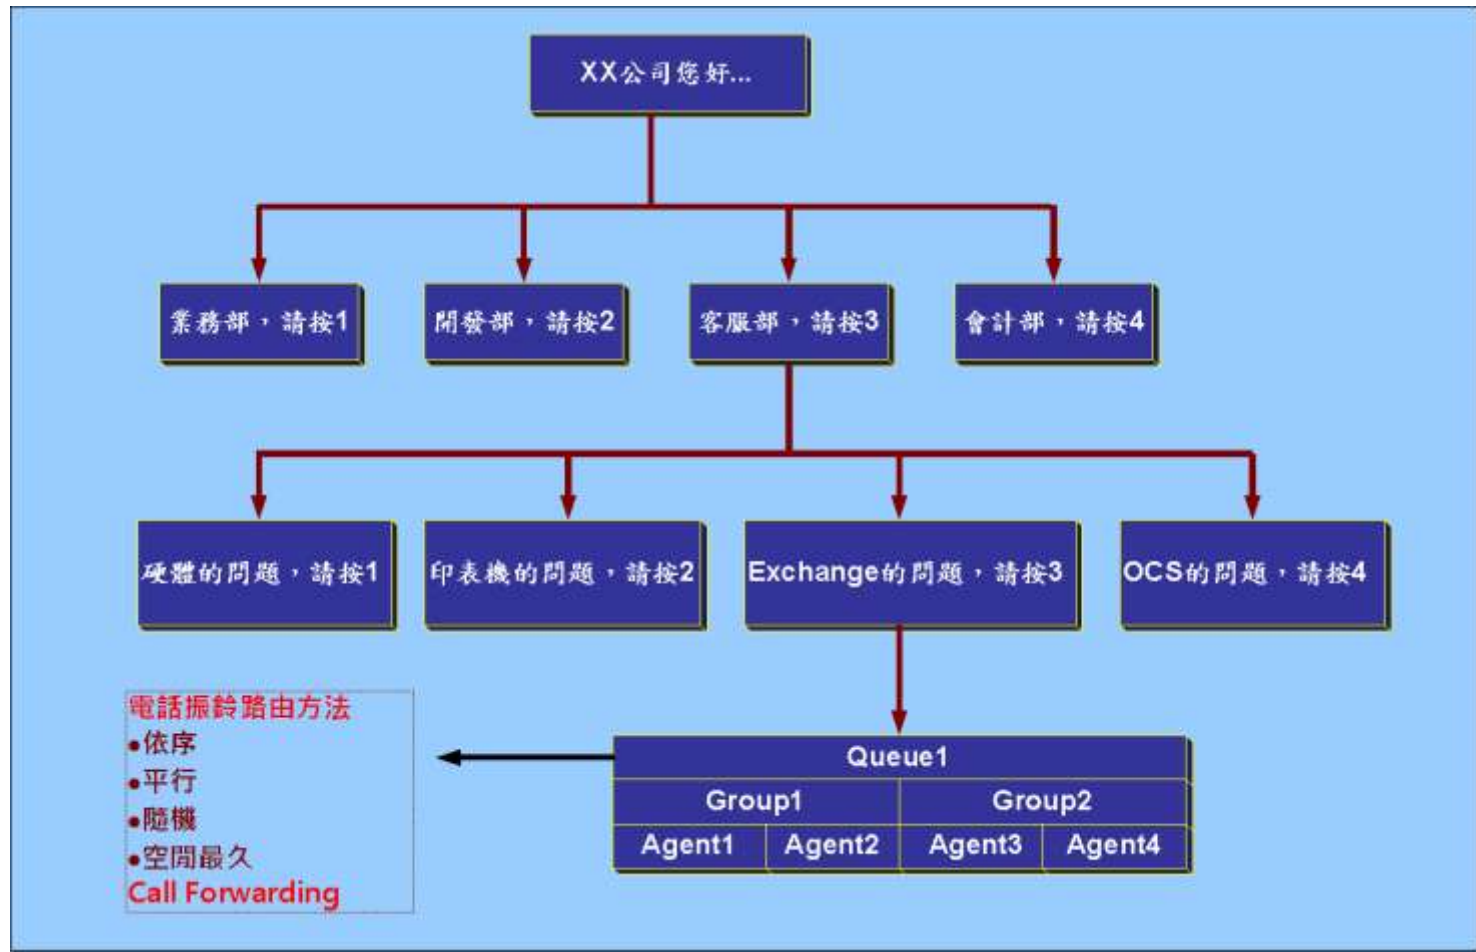 XX公司您好...
業務部，請按1
開發部，請按2
客服部，請按3
會計部，請按4
硬體的問題，請按1
印表機的問題，請按2
Exchange的問題，請按3
OCS的問題，請按4
電話振鈴路由方法
●依序
●平行
●隨機
●空閒最久
Call Forwarding
Queue1
Group1
Group2
Agent1
Agent2
Agent3
Agent4